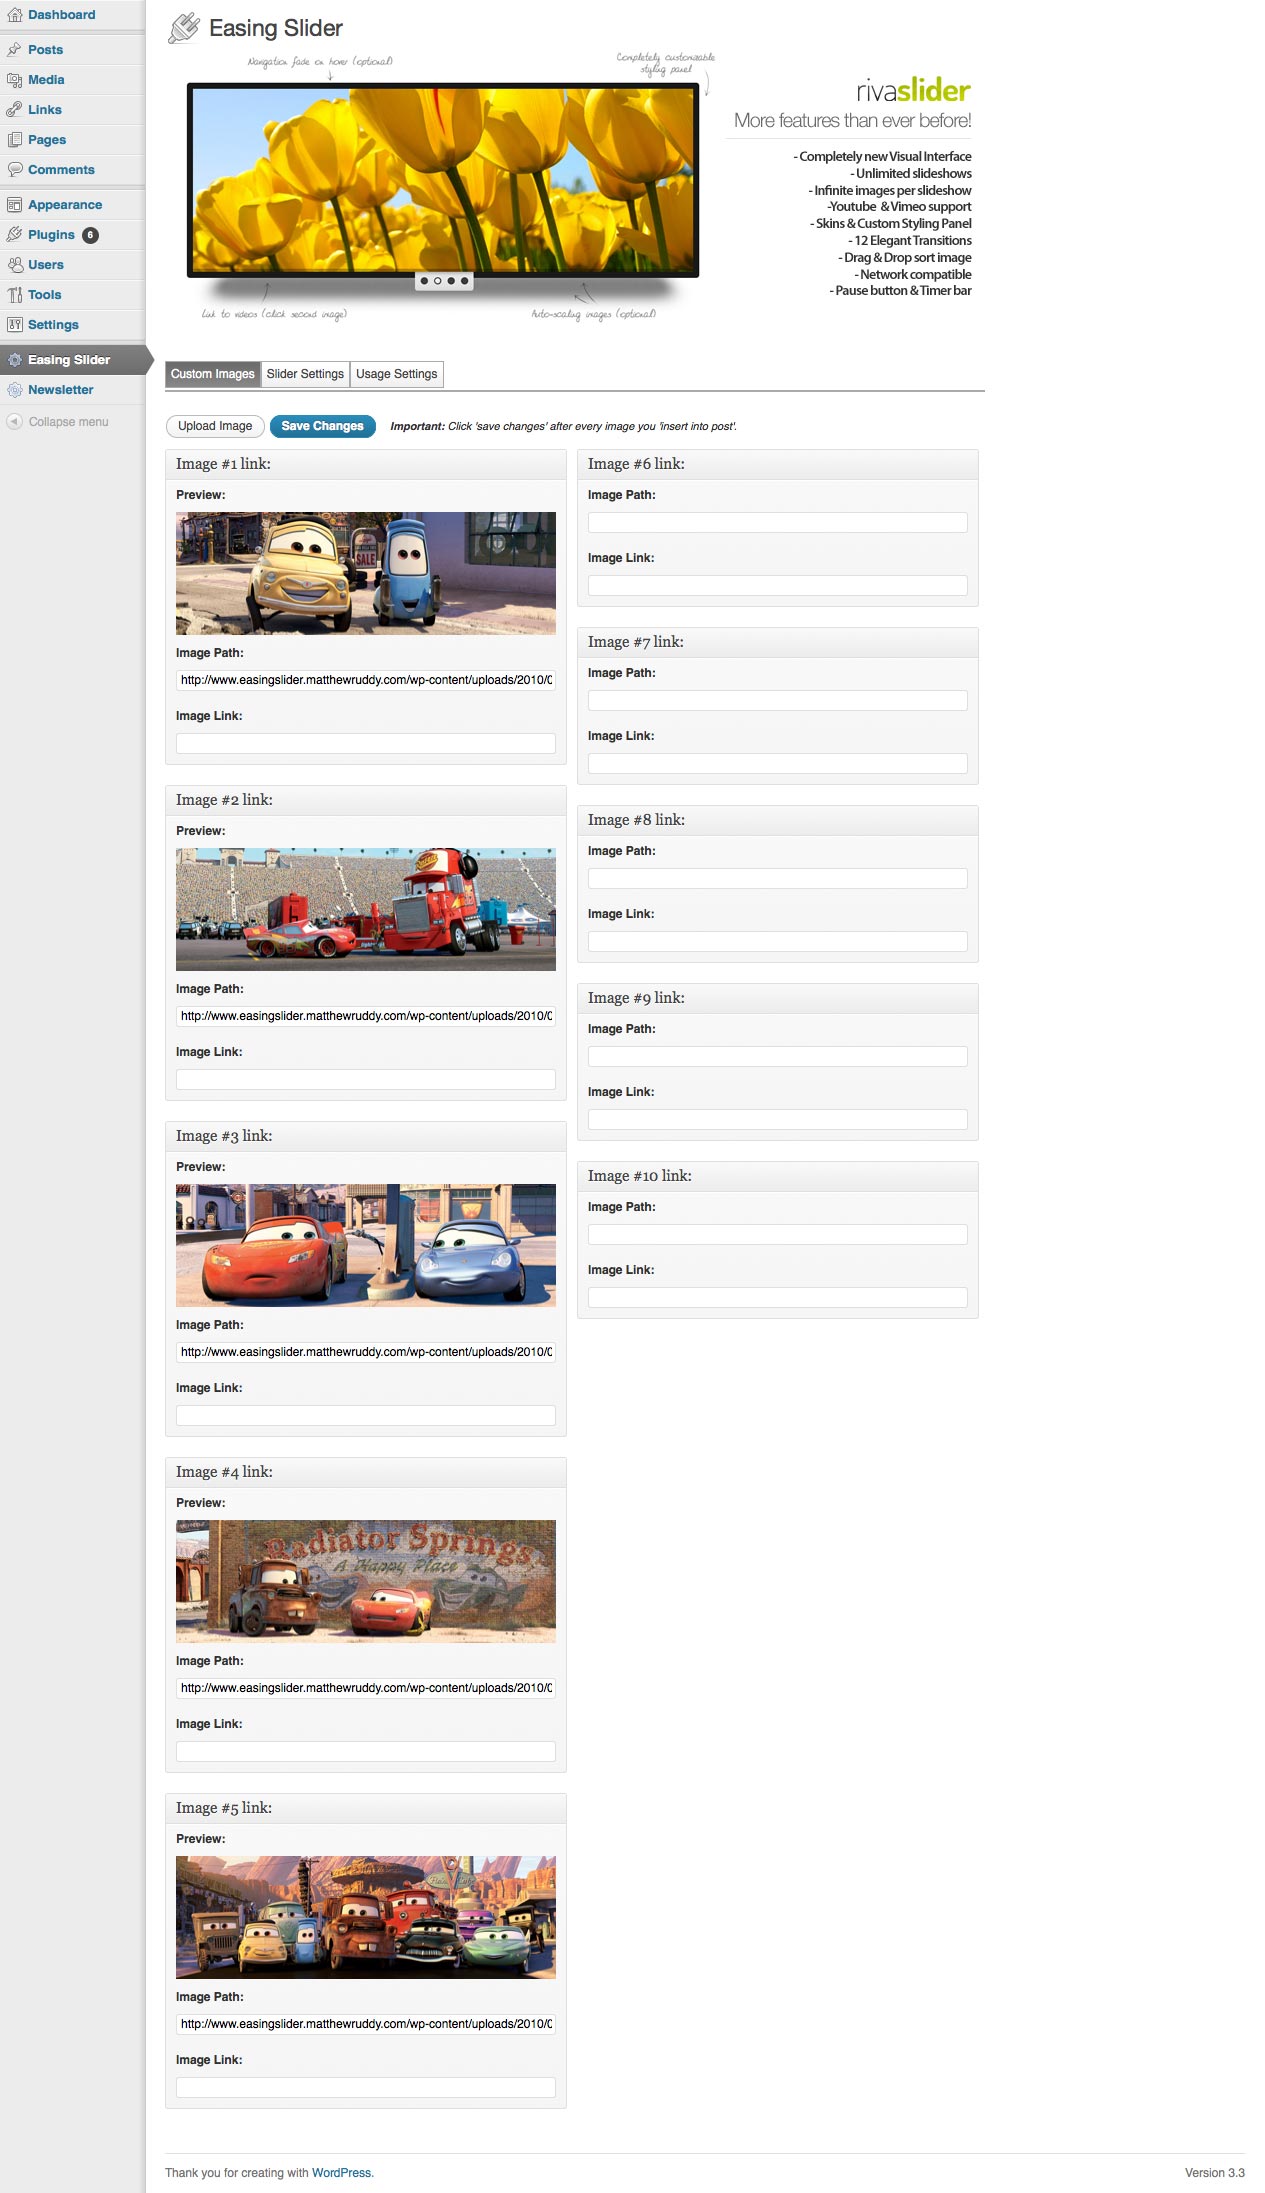 Dashboard
Posts
Media
Links
Pages
Comments
Appearance
Plugins 6
Users
Tools
Settings
Easing Slider
Newsletter
Collapse menu
Easing Slider
Navigation fade on hover (optional)
Completely customizable
styling panel
Link to videos (click second image)
Auto-scaling images (optional)
rivaslider
More features than ever before!
- Completely new Visual Interface
- Unlimited slideshows
- Infinite images per slideshow
-Youtube & Vimeo support
- Skins & Custom Styling Panel
- 12 Elegant Transitions
- Drag & Drop sort image
- Network compatible
- Pause button & Timer bar
Custom Images Slider Settings Usage Settings
Upload Image Save Changes Important: Click 'save changes' after every image you 'insert into post'.
Image #1 link:
Preview:
SALE
Image Path:
http://www.easingslider.matthewruddy.com/wp-content/uploads/2010/0
Image Link:
Image #2 link:
Preview:
Image Path:
http://www.easingslider.matthewruddy.com/wp-content/uploads/2010/0
Image Link:
Image #3 link:
Preview:
Image Path:
http://www.easingslider.matthewruddy.com/wp-content/uploads/2010/0
Image Link:
Image #4 link:
Preview:
Radiator Springs
A Happy Place
Image Path:
http://www.easingslider.matthewruddy.com/wp-content/uploads/2010/0
Image Link:
Image #5 link:
Preview:
Image Path:
http://www.easingslider.matthewruddy.com/wp-content/uploads/2010/0
Image Link:
Image #6 link:
Image Path:
Image Link:
Image #7 link:
Image Path:
Image Link:
Image #8 link:
Image Path:
Image Link:
Image #9 link:
Image Path:
Image Link:
Image #10 link:
Image Path:
Image Link:
Thank you for creating with WordPress.
Version 3.3